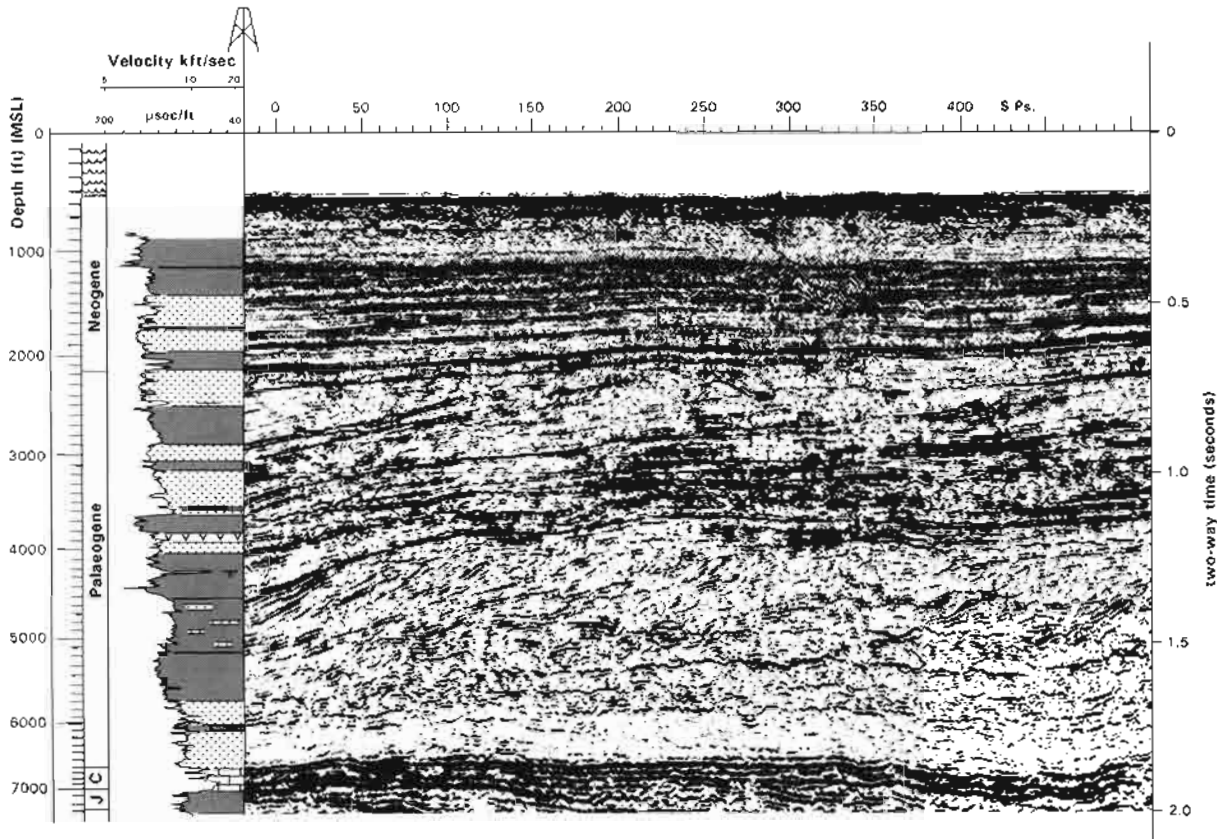 Velocity kft/sec
5 10 20
0 50 100 150 200 250 300 350 400 S Ps.
200 μsec/ft 40
Depth (ft) (MSL)
0
1000
2000
3000
4000
5000
6000
7000
Neogene
Palaeogene
C
J
0
0.5
1.0
1.5
2.0
two-way time (seconds)